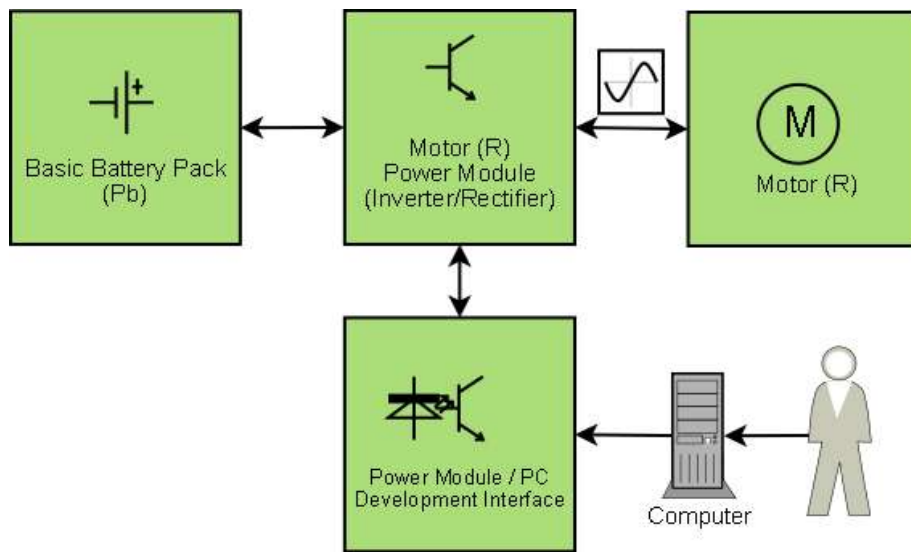 Basic Battery Pack
(Pb)
Motor (R)
Power Module
(Inverter/Rectifier)
M
Motor (R)
Power Module / PC
Development Interface
Computer